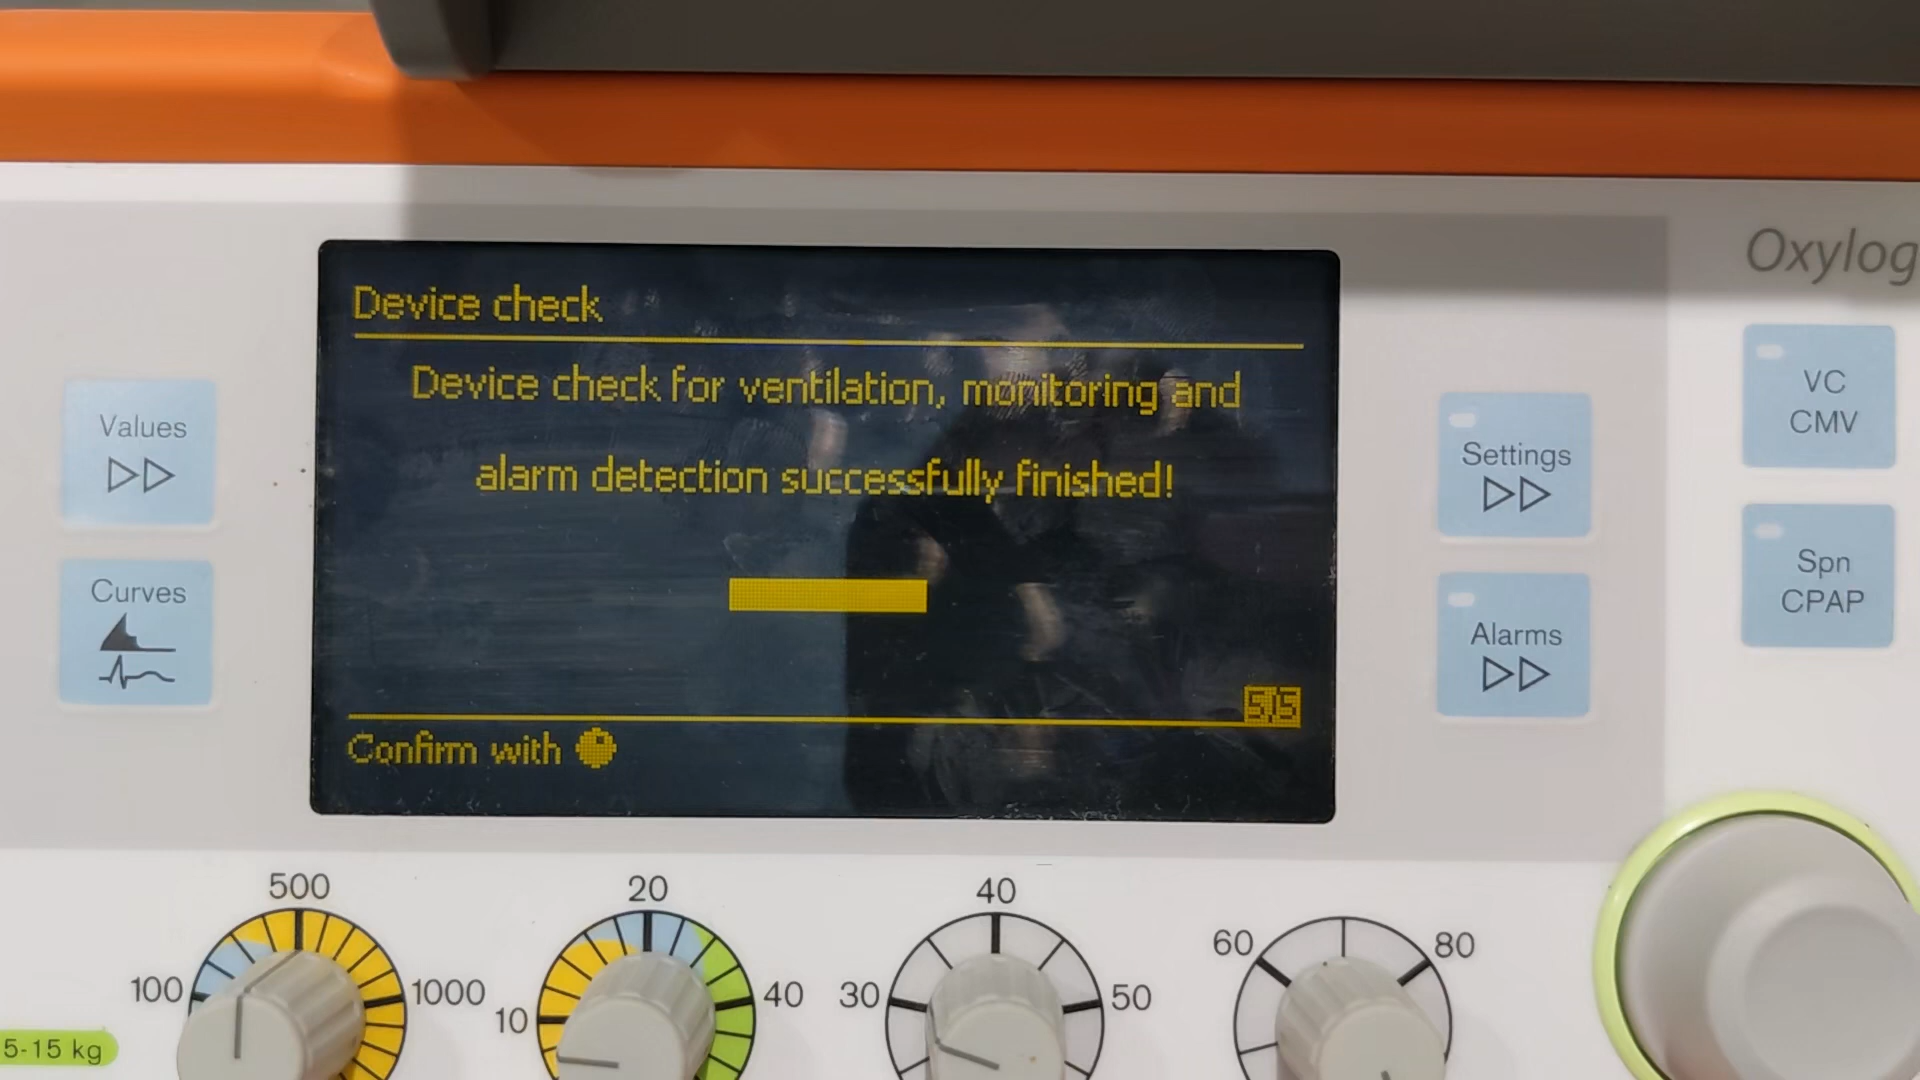 Oxylog
Device check
Device check for ventilation, monitoring and
alarm detection successfully finished!
5/5
Confirm with
Values
Curves
Settings
Alarms
VC
CMV
Spn
CPAP
500
100
1000
5-15 kg
20
10
40
40
30
50
60
80